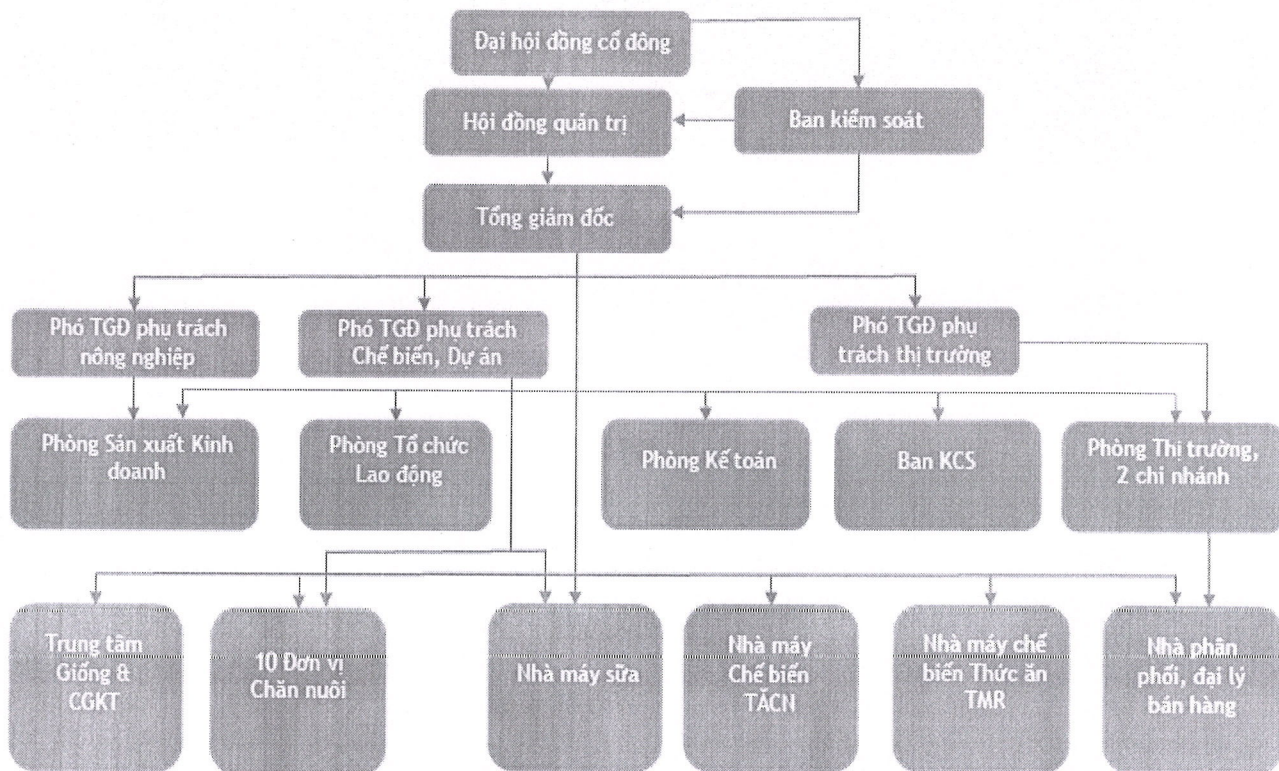 Đại hội đồng cổ đông
Hội đồng quản trị
Ban kiểm soát
Tổng giám đốc
Phó TGĐ phụ trách
nông nghiệp
Phó TGĐ phụ trách
Chế biến, Dự án
Phó TGĐ phụ
trách thị trường
Phòng Sản xuất Kinh
doanh
Phòng Tổ chức
Lao động
Phòng Kế toán
Ban KCS
Phòng Thị trường,
2 chi nhánh
Trung tâm
Giống &
CGKT
10 Đơn vị
Chăn nuôi
Nhà máy sữa
Nhà máy
Chế biến
TĂCN
Nhà máy chế
biến Thức ăn
TMR
Nhà phân
phối, đại lý
bán hàng